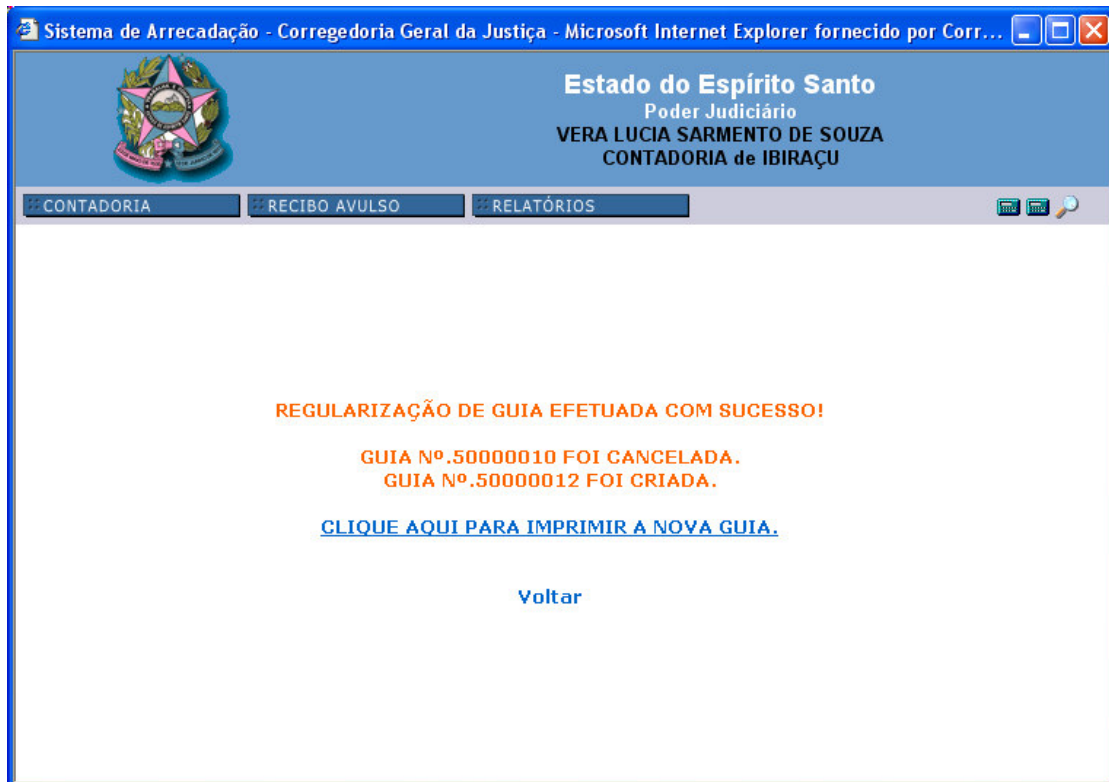 Sistema de Arrecadação - Corregedoria Geral da Justiça - Microsoft Internet Explorer fornecido por Corr...
Estado do Espírito Santo
Poder Judiciário
VERA LUCIA SARMENTO DE SOUZA
CONTADORIA de IBIRAÇU
CONTADORIA
RECIBO AVULSO
RELATÓRIOS
REGULARIZAÇÃO DE GUIA EFETUADA COM SUCESSO!
GUIA Nº.50000010 FOI CANCELADA.
GUIA Nº.50000012 FOI CRIADA.
CLIQUE AQUI PARA IMPRIMIR A NOVA GUIA.
Voltar